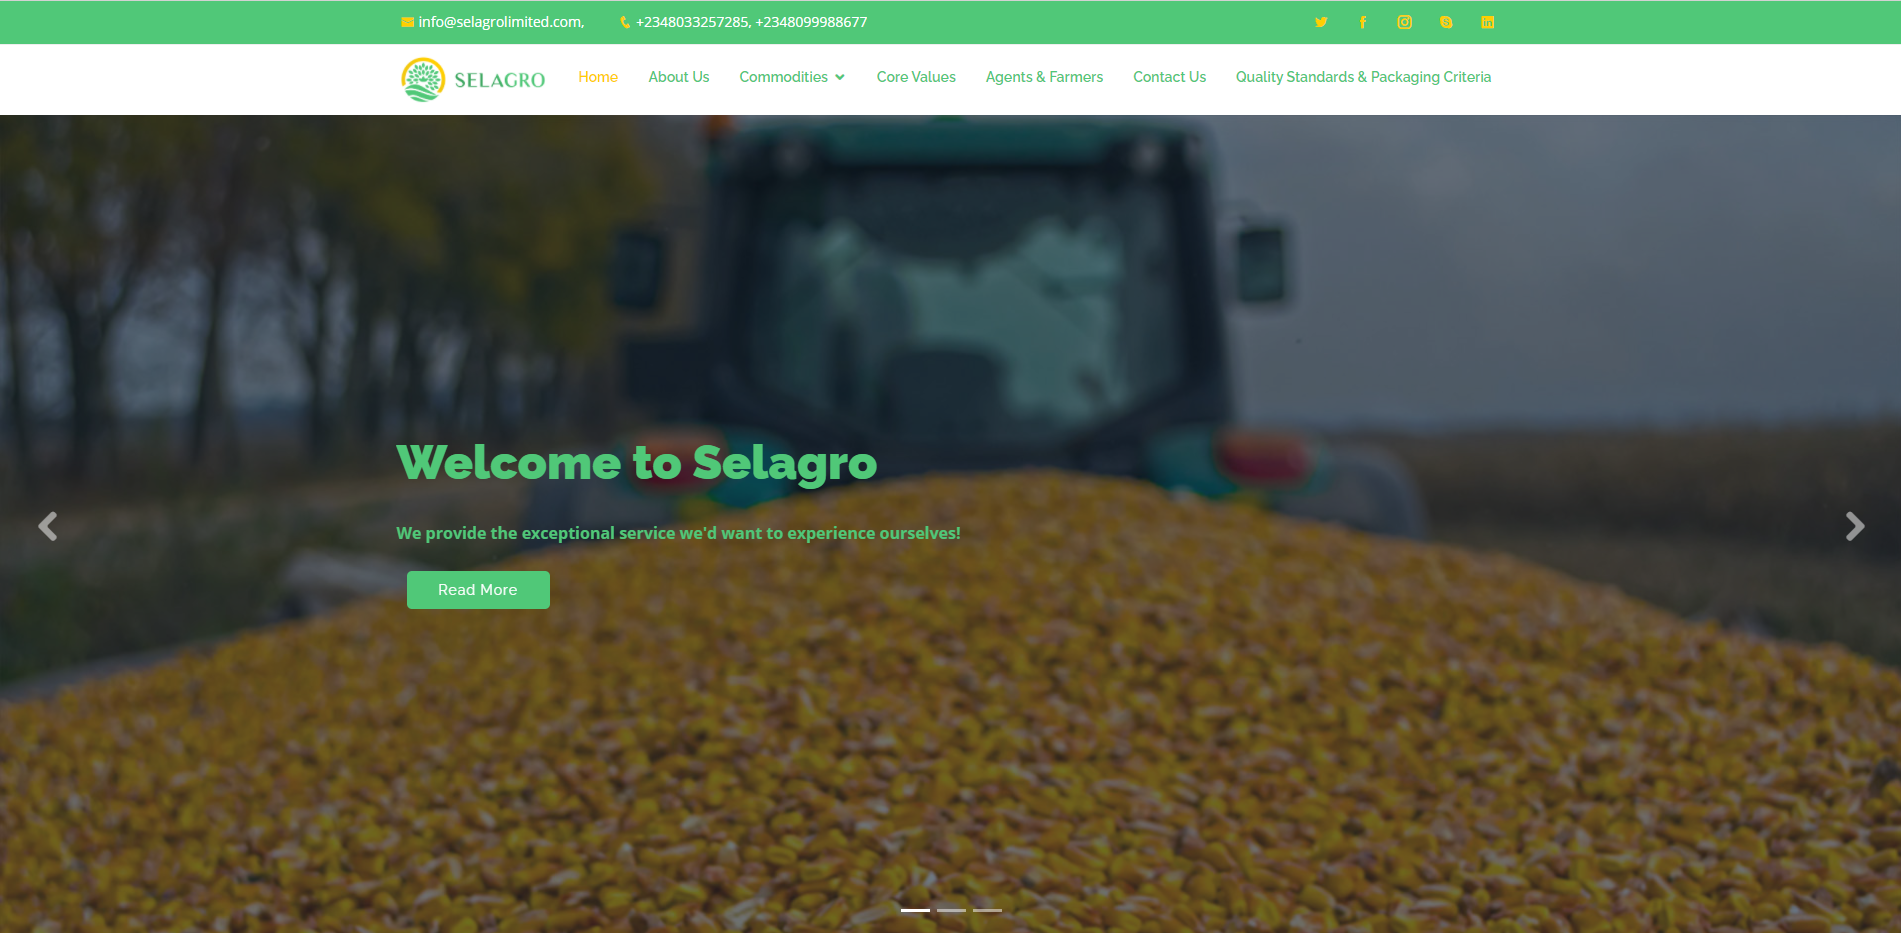 info@selagrolimited.com,
+2348033257285, +2348099988677
SELAGRO
Home
About Us
Commodities
Core Values
Agents & Farmers
Contact Us
Quality Standards & Packaging Criteria
Welcome to Selagro
We provide the exceptional service we'd want to experience ourselves!
Read More